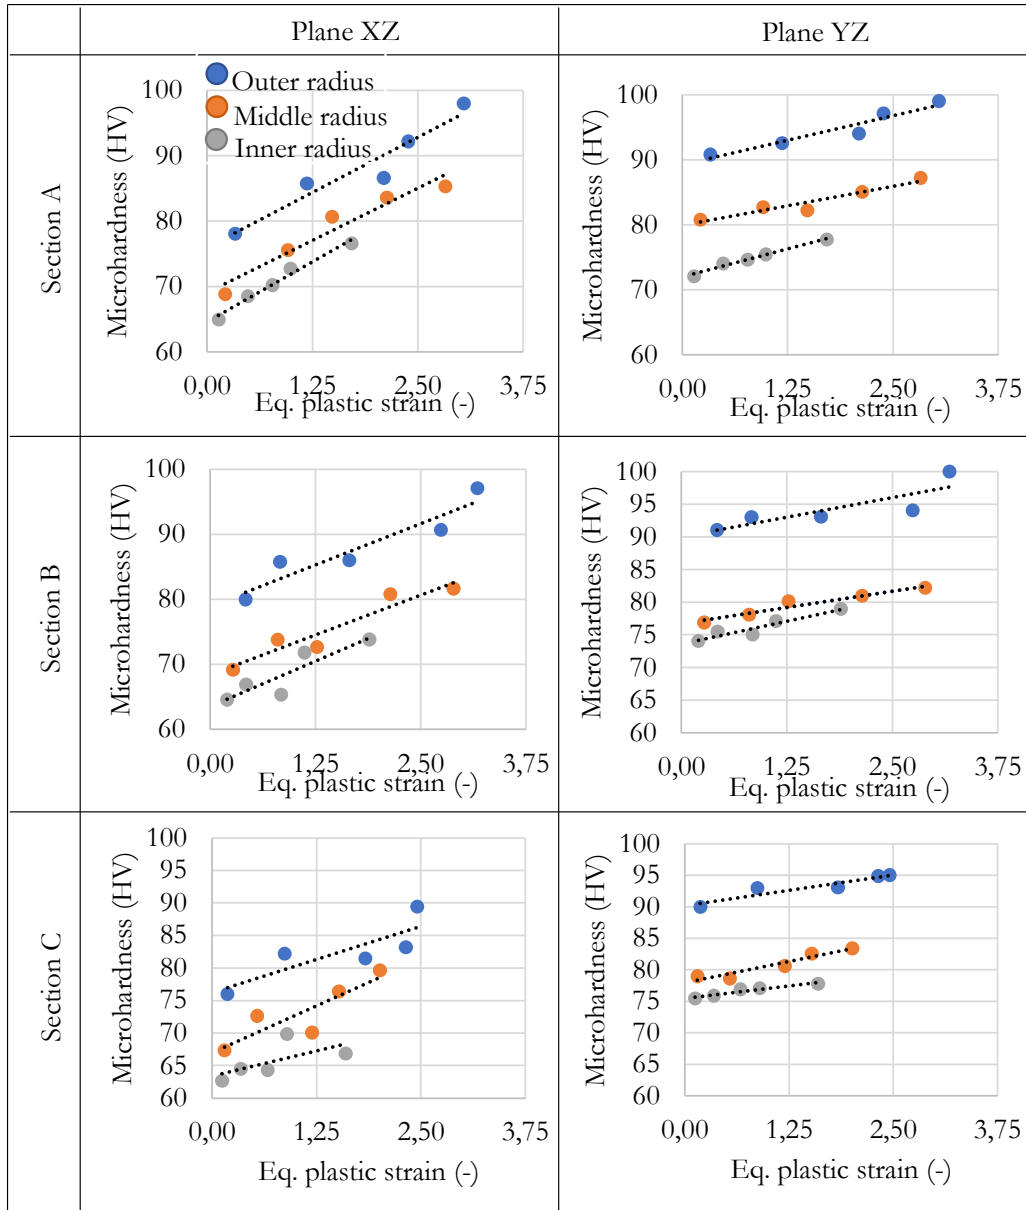 Plane XZ
Plane YZ
Section A
Microhardness (HV)
100
90
80
70
60
Outer radius
Middle radius
Inner radius
0,00 1,25 2,50 3,75
Eq. plastic strain (-)
Microhardness (HV)
100
90
80
70
60
0,00 1,25 2,50 3,75
Eq. plastic strain (-)
Section B
Microhardness (HV)
100
90
80
70
60
0,00 1,25 2,50 3,75
Eq. plastic strain (-)
Microhardness (HV)
100
95
90
85
80
75
70
65
60
0,00 1,25 2,50 3,75
Eq. plastic strain (-)
Section C
Microhardness (HV)
100
95
90
85
80
75
70
65
60
0,00 1,25 2,50 3,75
Eq. plastic strain (-)
Microhardness (HV)
100
95
90
85
80
75
70
65
60
0,00 1,25 2,50 3,75
Eq. plastic strain (-)